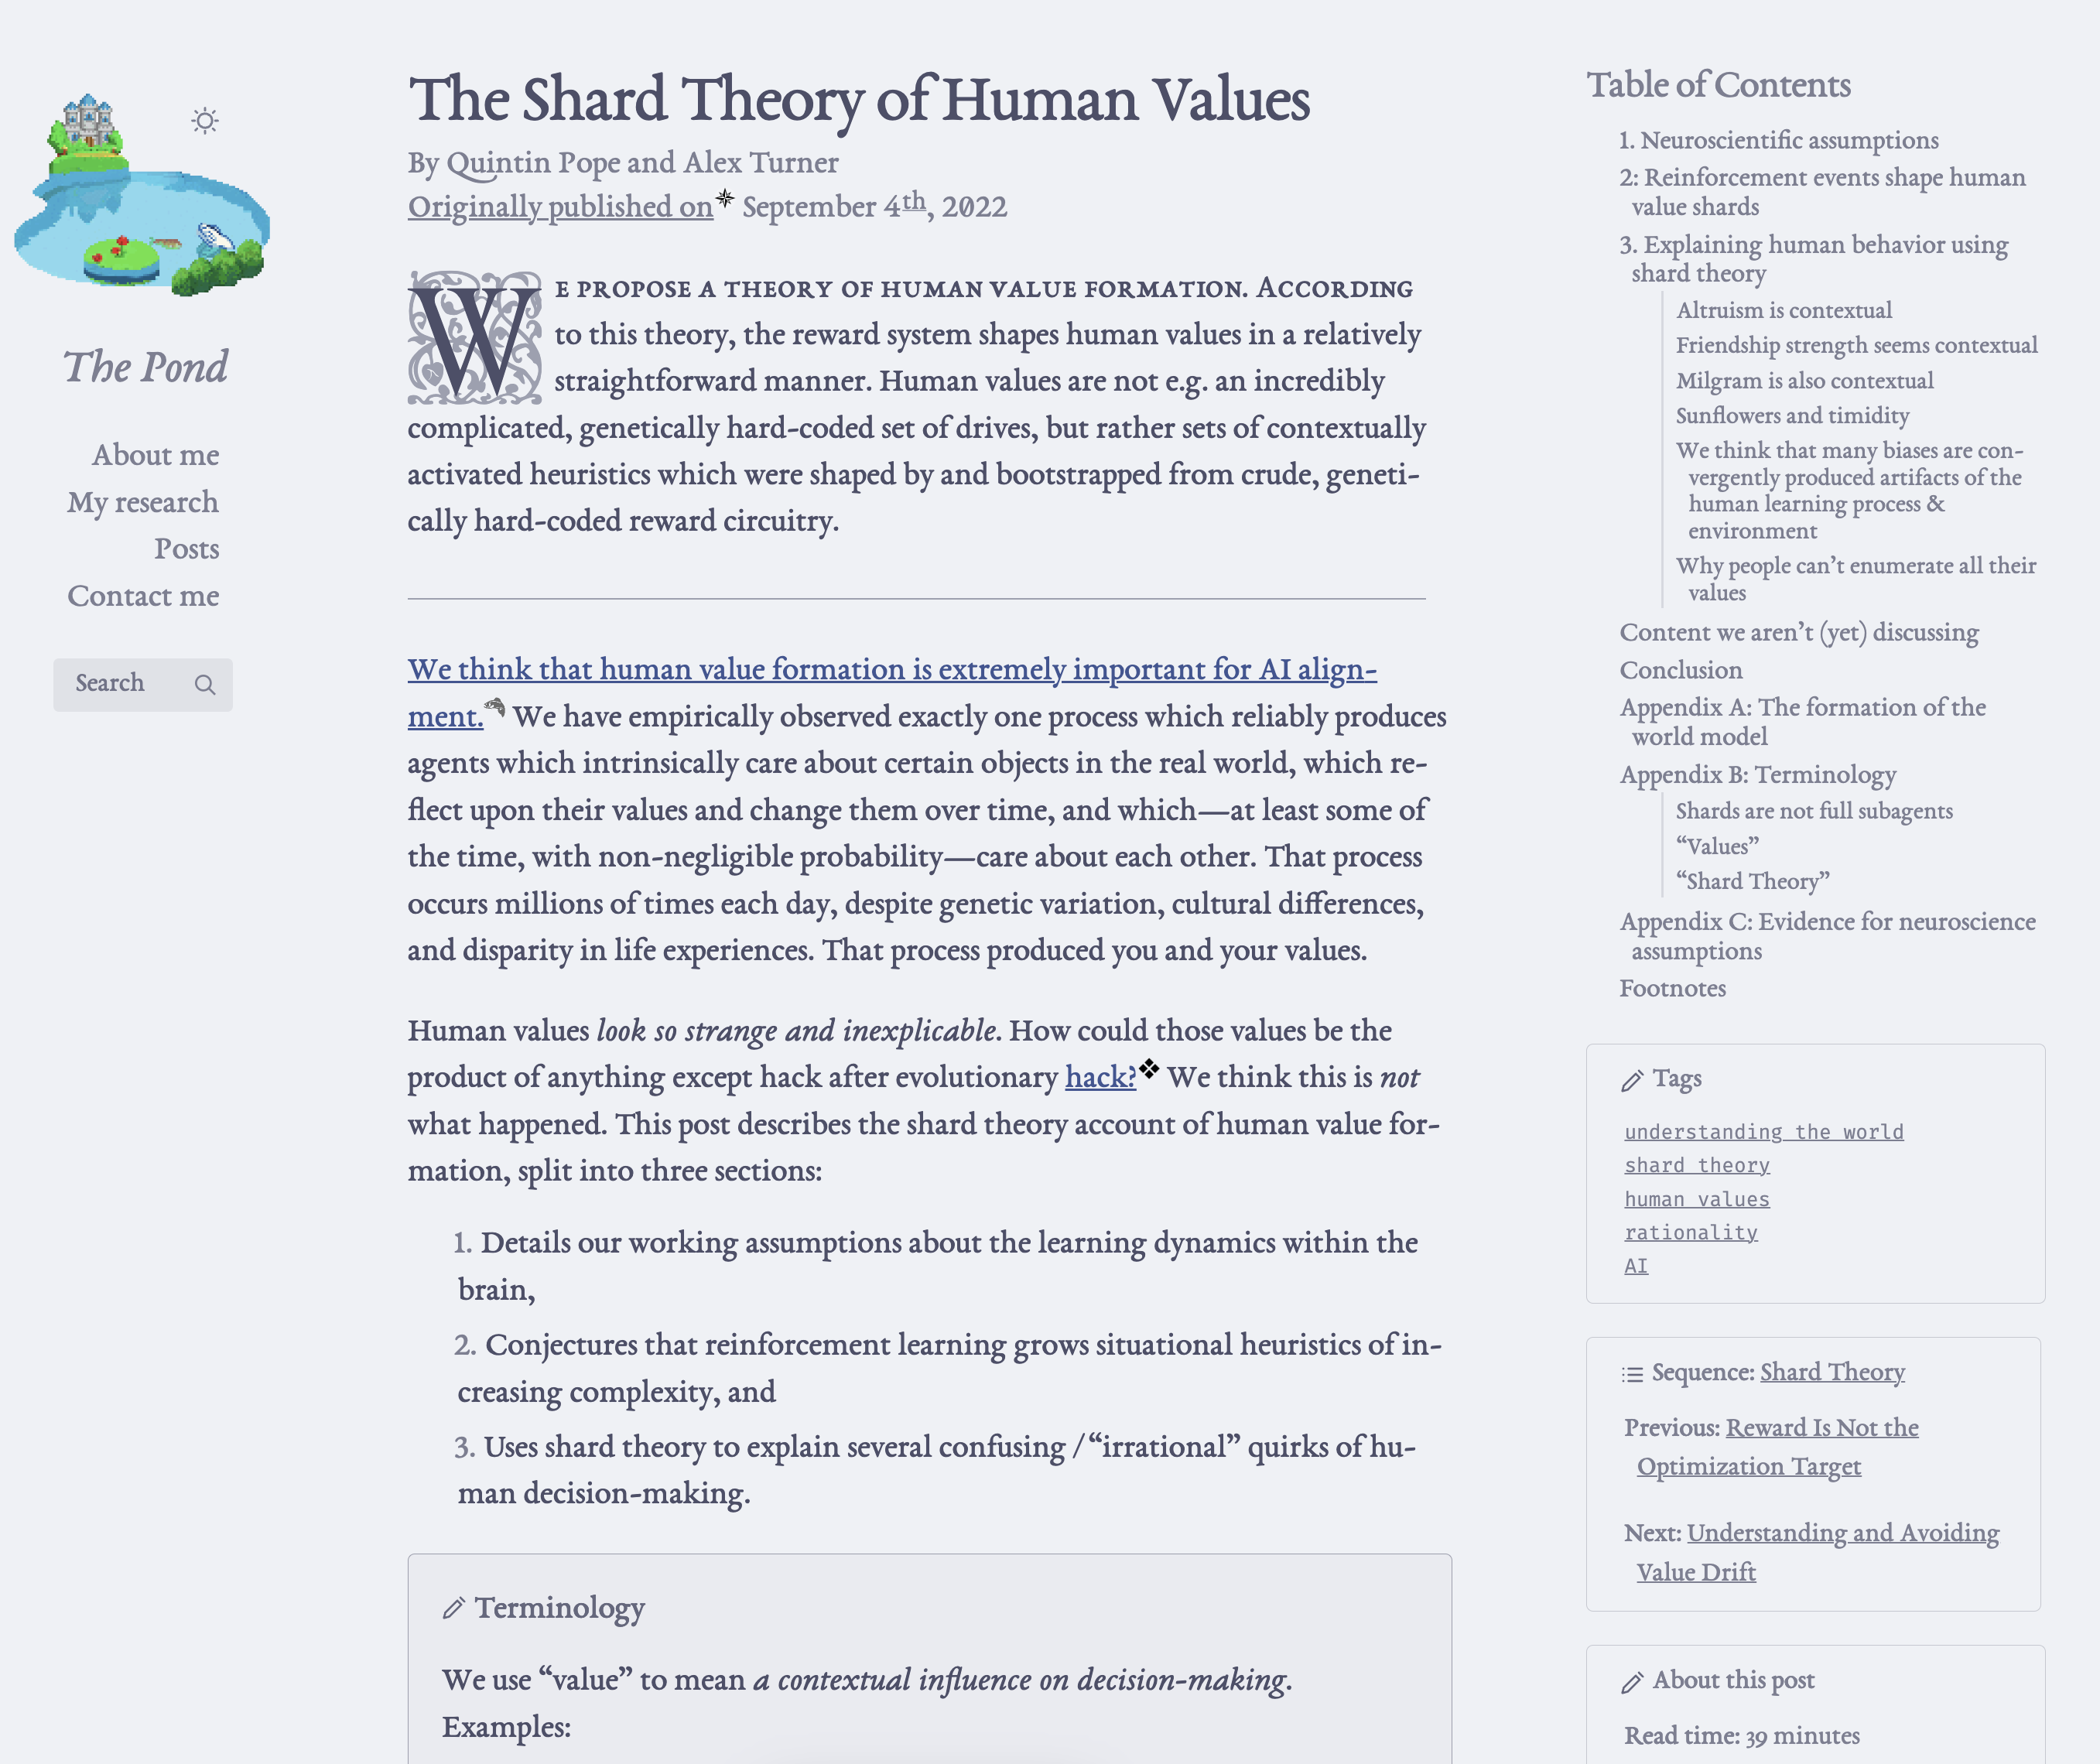 The Pond
About me
My research
Posts
Contact me
Search
The Shard Theory of Human Values
By Quintin Pope and Alex Turner
Originally published on September 4th, 2022
WE PROPOSE A THEORY OF HUMAN VALUE FORMATION. ACCORDING
to this theory, the reward system shapes human values in a relatively
straightforward manner. Human values are not e.g. an incredibly
complicated, genetically hard-coded set of drives, but rather sets of contextually
activated heuristics which were shaped by and bootstrapped from crude, geneti-
cally hard-coded reward circuitry.
We think that human value formation is extremely important for AI align-
ment. We have empirically observed exactly one process which reliably produces
agents which intrinsically care about certain objects in the real world, which re-
flect upon their values and change them over time, and which—at least some of
the time, with non-negligible probability—care about each other. That process
occurs millions of times each day, despite genetic variation, cultural differences,
and disparity in life experiences. That process produced you and your values.
Human values look so strange and inexplicable. How could those values be the
product of anything except hack after evolutionary hack? We think this is not
what happened. This post describes the shard theory account of human value for-
mation, split into three sections:
1. Details our working assumptions about the learning dynamics within the
brain,
2. Conjectures that reinforcement learning grows situational heuristics of in-
creasing complexity, and
3. Uses shard theory to explain several confusing / “irrational” quirks of hu-
man decision-making.
Terminology
We use “value” to mean a contextual influence on decision-making.
Examples:
Table of Contents
1. Neuroscientific assumptions
2: Reinforcement events shape human
value shards
3. Explaining human behavior using
shard theory
Altruism is contextual
Friendship strength seems contextual
Milgram is also contextual
Sunflowers and timidity
We think that many biases are con-
vergently produced artifacts of the
human learning process &
environment
Why people can’t enumerate all their
values
Content we aren’t (yet) discussing
Conclusion
Appendix A: The formation of the
world model
Appendix B: Terminology
Shards are not full subagents
“Values”
“Shard Theory”
Appendix C: Evidence for neuroscience
assumptions
Footnotes
Tags
understanding the world
shard theory
human values
rationality
AI
Sequence: Shard Theory
Previous: Reward Is Not the
Optimization Target
Next: Understanding and Avoiding
Value Drift
About this post
Read time: 39 minutes